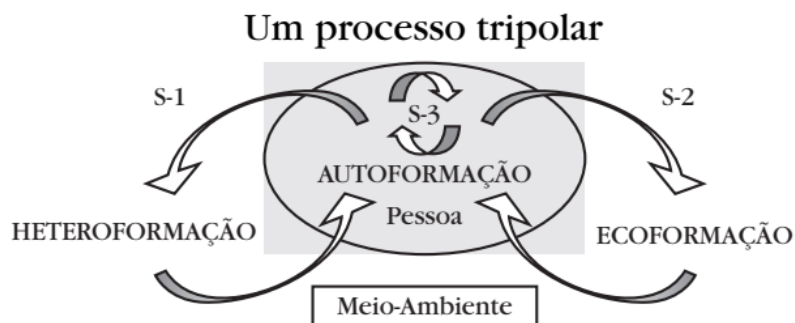 Um processo tripolar
S-1
S-3
S-2
AUTOFORMAÇÃO
Pessoa
HETEROFORMAÇÃO
ECOFORMAÇÃO
Meio-Ambiente